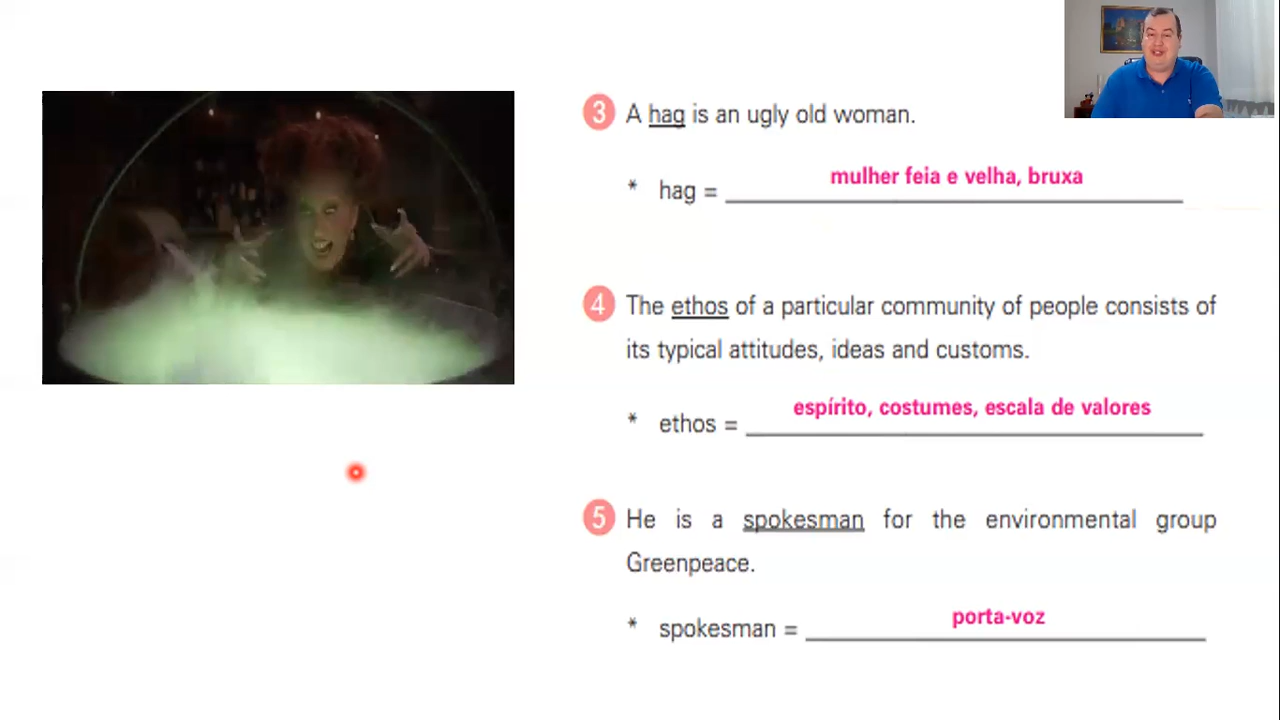 3 A hag is an ugly old woman.
* hag = mulher feia e velha, bruxa
4 The ethos of a particular community of people consists of
its typical attitudes, ideas and customs.
* ethos = espírito, costumes, escala de valores
5 He is a spokesman for the environmental group
Greenpeace.
* spokesman = porta-voz